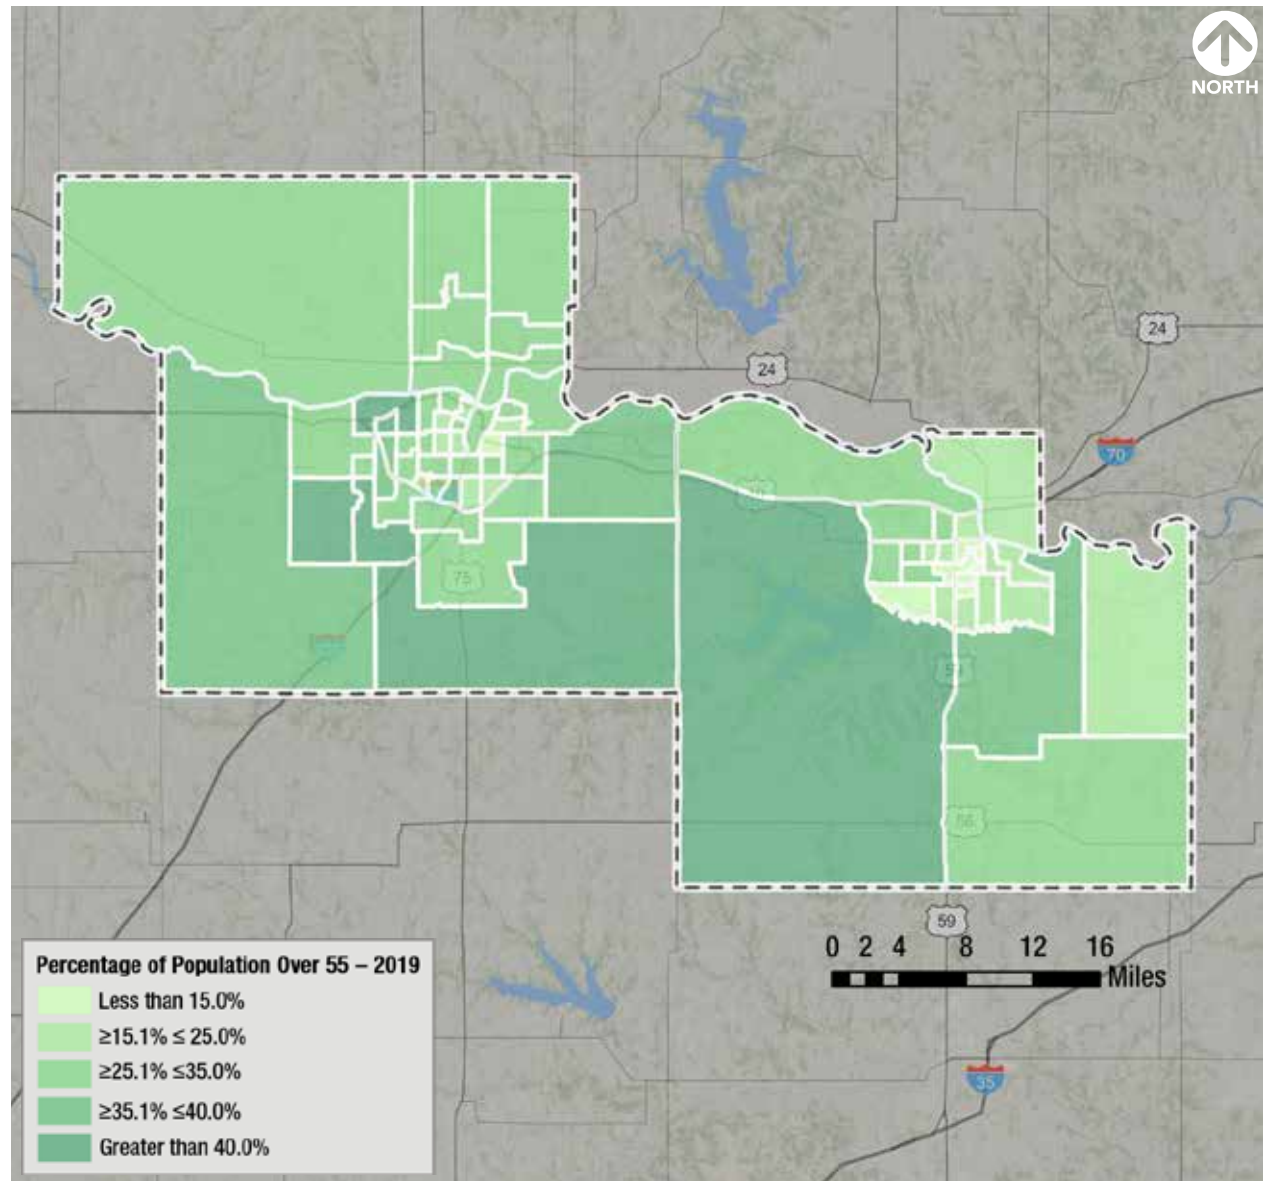 NORTH
24
24
70
75
59
56
59
0 2 4 8 12 16
Miles
35
Percentage of Population Over 55 – 2019
Less than 15.0%
≥15.1% ≤ 25.0%
≥25.1% ≤35.0%
≥35.1% ≤40.0%
Greater than 40.0%